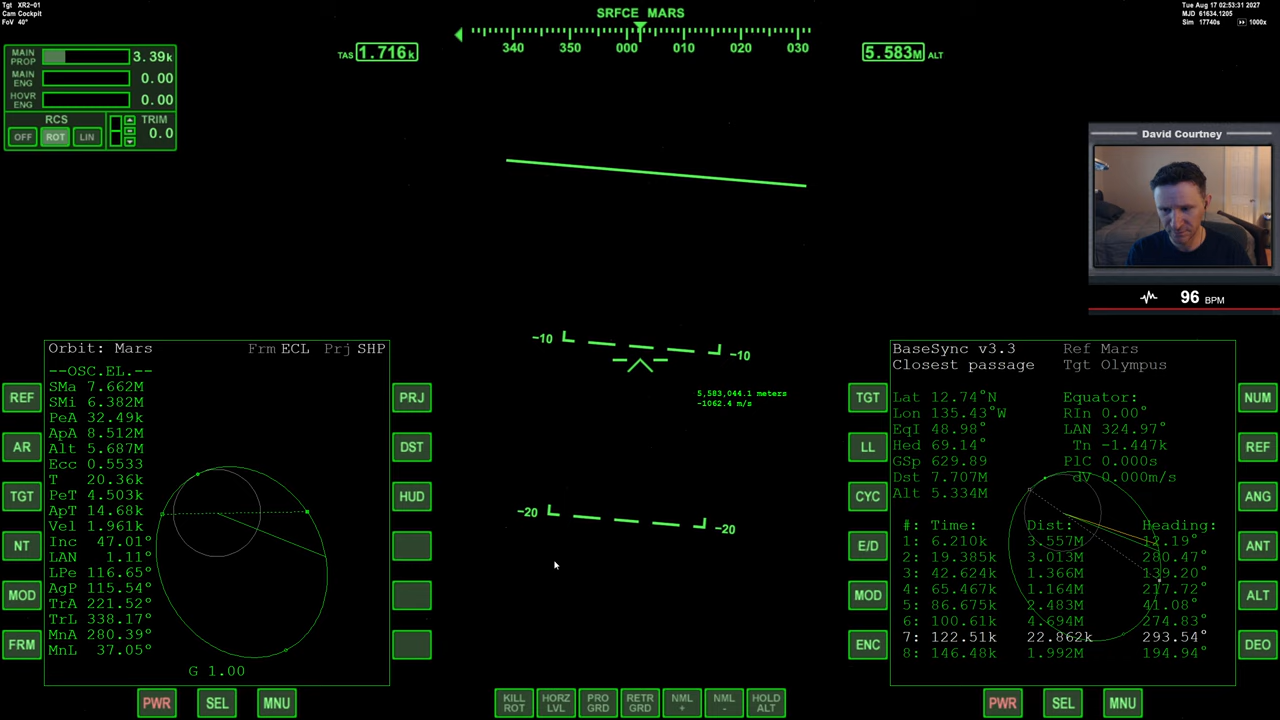 Tgt XR2-01
Cam Cockpit
FoV 40°
SRFCE MARS
Tue Aug 17 02:53:31 2027
MJD 61634.1205
Sim 17740s 1000x
340 350 000 010 020 030
TAS 1.716k
5.583M ALT
MAIN PROP 3.39k
MAIN ENG 0.00
HOVR ENG 0.00
RCS TRIM
OFF ROT LIN 0.0
David Courtney
96 BPM
-10 -10
5,583,044.1 meters
-1062.4 m/s
-20 -20
Orbit: Mars Frm ECL Prj SHP
--OSC.EL.--
SMa 7.662M
SMi 6.382M
PeA 32.49k
ApA 8.512M
Alt 5.687M
Ecc 0.5533
T 20.36k
PeT 4.503k
ApT 14.68k
Vel 1.961k
Inc 47.01°
LAN 1.11°
LPe 116.65°
AgP 115.54°
TrA 221.52°
TrL 338.17°
MnA 280.39°
MnL 37.05°
G 1.00
REF
AR
TGT
NT
MOD
FRM
PRJ
DST
HUD
PWR SEL MNU
KILL ROT
HORZ LVL
PRO GRD
RETR GRD
NML +
NML -
HOLD ALT
BaseSync v3.3 Ref Mars
Closest passage Tgt Olympus
Lat 12.74°N Equator:
Lon 135.43°W RIn 0.00°
EqI 48.98° LAN 324.97°
Hed 69.14° Tn -1.447k
GSp 629.89 PlC 0.000s
Dst 7.707M dV 0.000m/s
Alt 5.334M
#: Time: Dist: Heading:
1: 6.210k 3.557M 12.19°
2: 19.385k 3.013M 280.47°
3: 42.624k 1.366M 139.20°
4: 65.467k 1.164M 217.72°
5: 86.675k 2.483M 41.08°
6: 100.61k 4.694M 274.83°
7: 122.51k 22.862k 293.54°
8: 146.48k 1.992M 194.94°
TGT
LL
CYC
E/D
MOD
ENC
NUM
REF
ANG
ANT
ALT
DEO
PWR SEL MNU